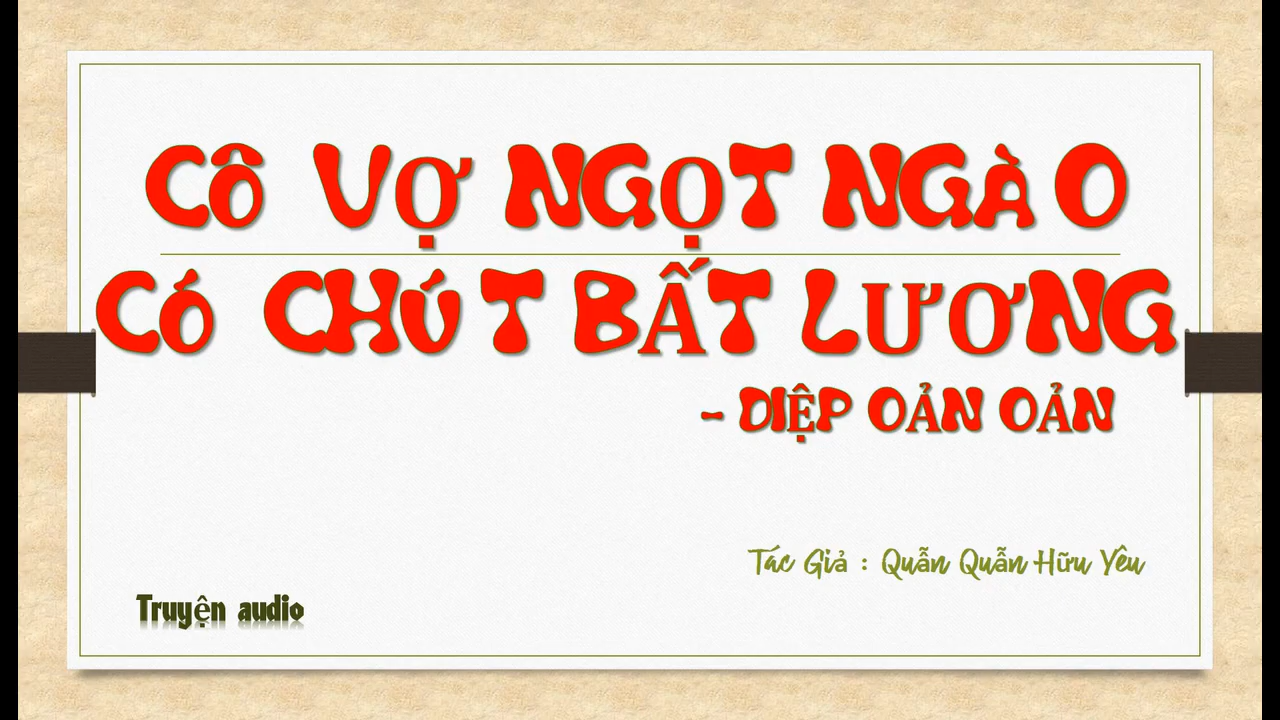 CÔ VỢ NGỌT NGÀO
CÓ CHÚT BẤT LƯƠNG
- DIỆP OẢN OẢN
Tác Giả : Quẫn Quẫn Hữu Yêu
Truyện audio